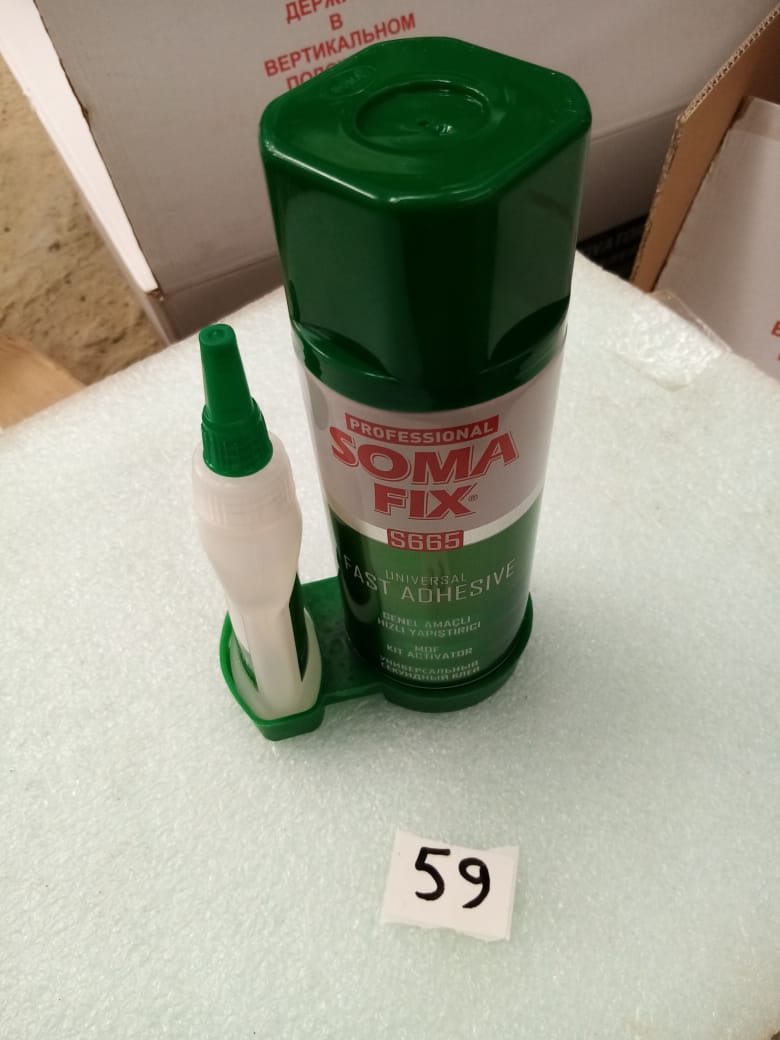 ДЕРЖ
В
ВЕРТИКАЛЬНОМ
PROFESSIONAL
SOMA
FIX®
S665
UNIVERSAL
FAST ADHESIVE
GENEL AMAÇLI
HIZLI YAPIŞTIRICI
MDF
KIT ACTIVATOR
УНИВЕРСАЛЬНЫЙ
СЕКУНДНЫЙ КЛЕЙ
59